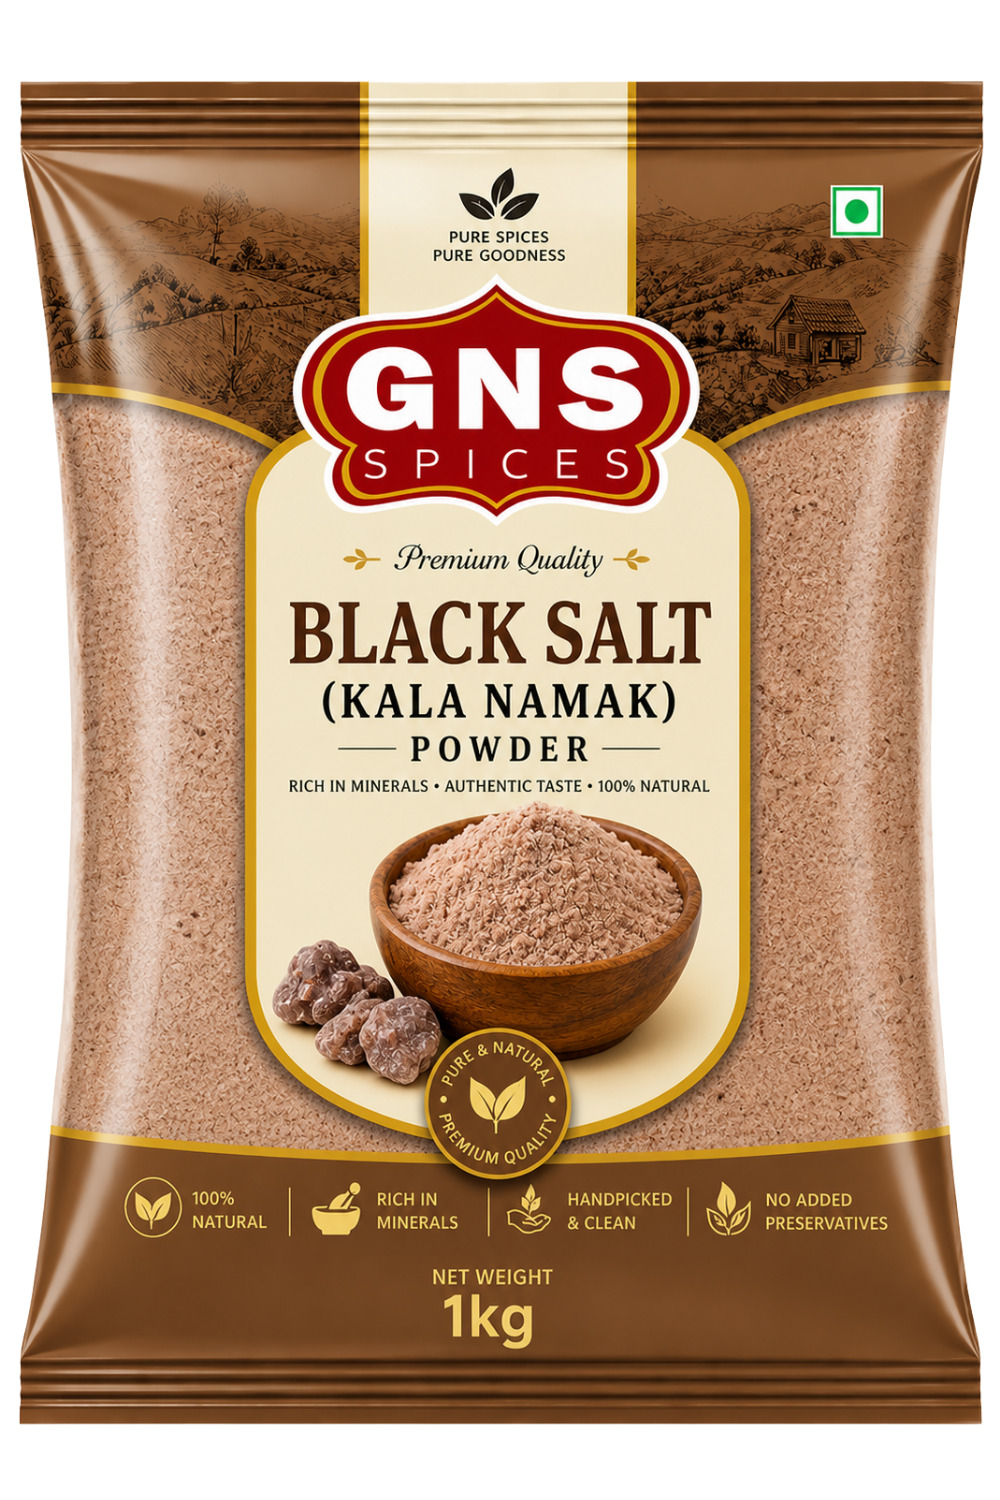 PURE SPICES
PURE GOODNESS
GNS
SPICES
Premium Quality
BLACK SALT
(KALA NAMAK)
POWDER
RICH IN MINERALS • AUTHENTIC TASTE • 100% NATURAL
PURE & NATURAL
PREMIUM QUALITY
100%
NATURAL
RICH IN
MINERALS
HANDPICKED
& CLEAN
NO ADDED
PRESERVATIVES
NET WEIGHT
1kg